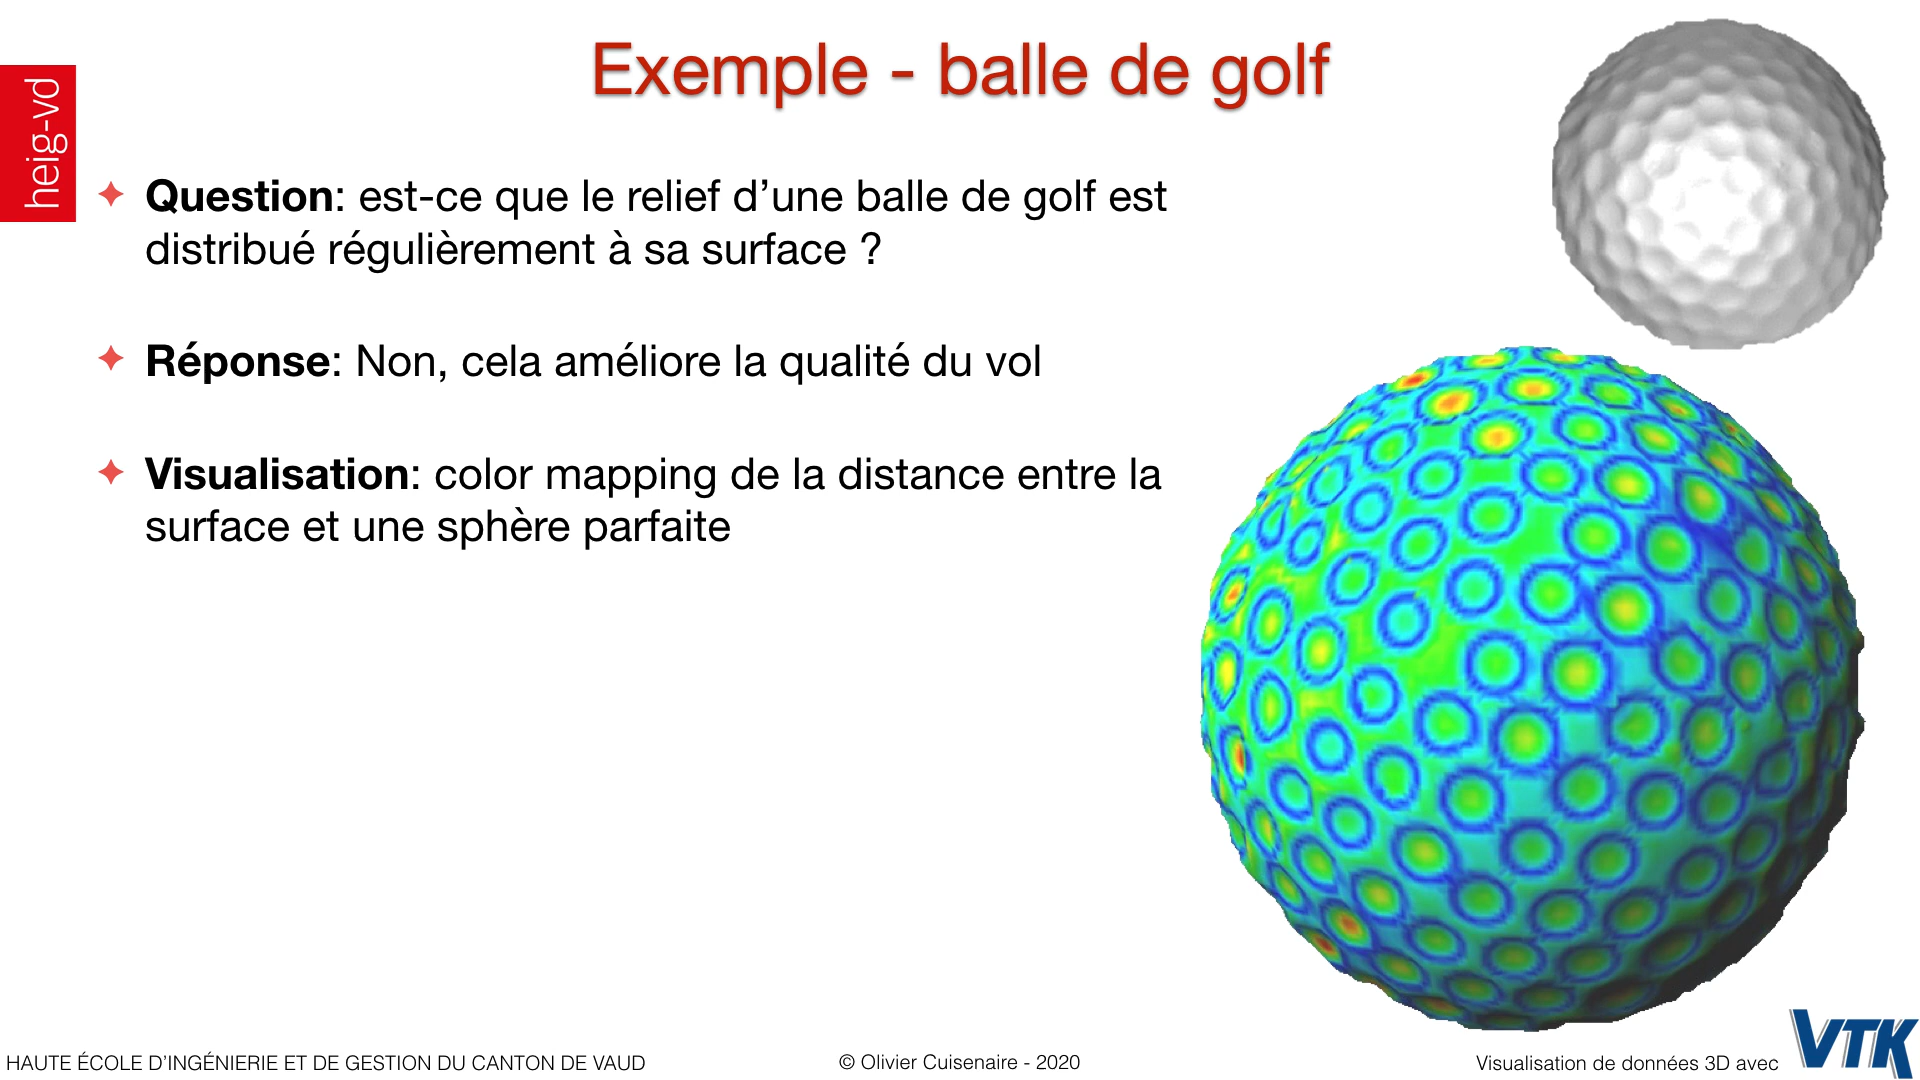 Exemple - balle de golf
heig-vd
✦ Question: est-ce que le relief d’une balle de golf est
distribué régulièrement à sa surface ?
✦ Réponse: Non, cela améliore la qualité du vol
✦ Visualisation: color mapping de la distance entre la
surface et une sphère parfaite
HAUTE ÉCOLE D’INGÉNIERIE ET DE GESTION DU CANTON DE VAUD
© Olivier Cuisenaire - 2020
Visualisation de données 3D avec
VTK